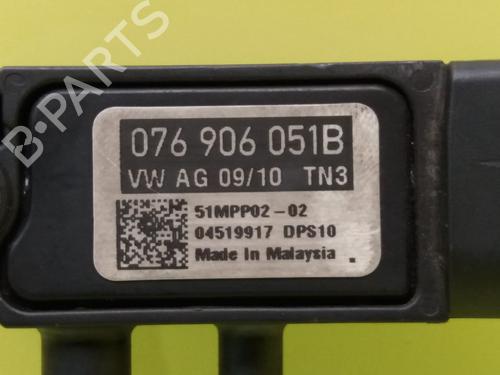 B-PARTS
076 906 051B
VW AG 09/10 TN3
51MPP02-02
04519917 DPS10
Made In Malaysia .